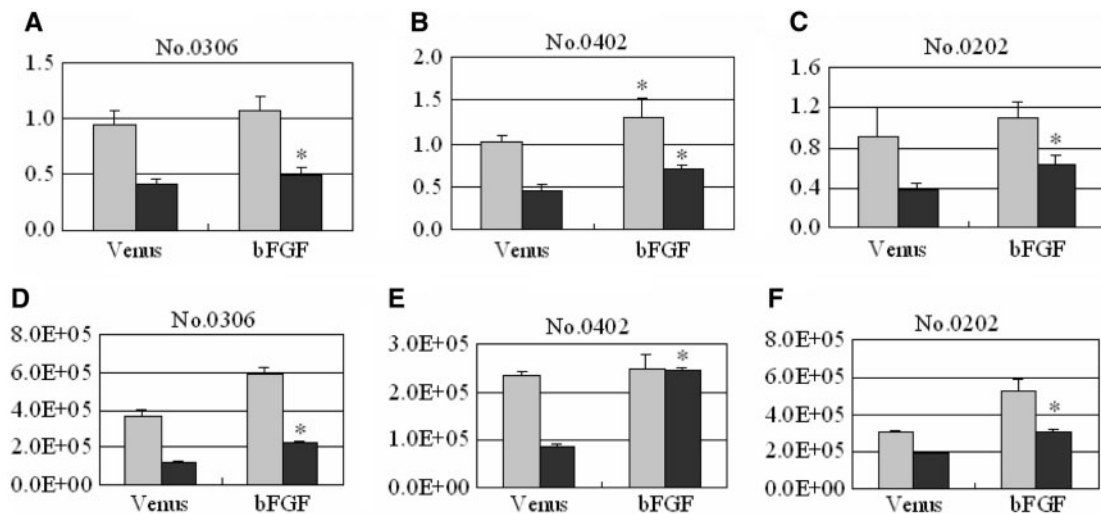 A
No.0306
1.5
1.0
0.5
0.0
*
Venus bFGF
B
No.0402
2.0
1.5
1.0
0.5
0.0
*
*
Venus bFGF
C
No.0202
1.6
1.2
0.8
0.4
0.0
*
Venus bFGF
D
No.0306
8.0E+05
6.0E+05
4.0E+05
2.0E+05
0.0E+00
*
Venus bFGF
E
No.0402
3.0E+05
2.0E+05
1.0E+05
0.0E+00
*
Venus bFGF
F
No.0202
8.0E+05
6.0E+05
4.0E+05
2.0E+05
0.0E+00
*
Venus bFGF